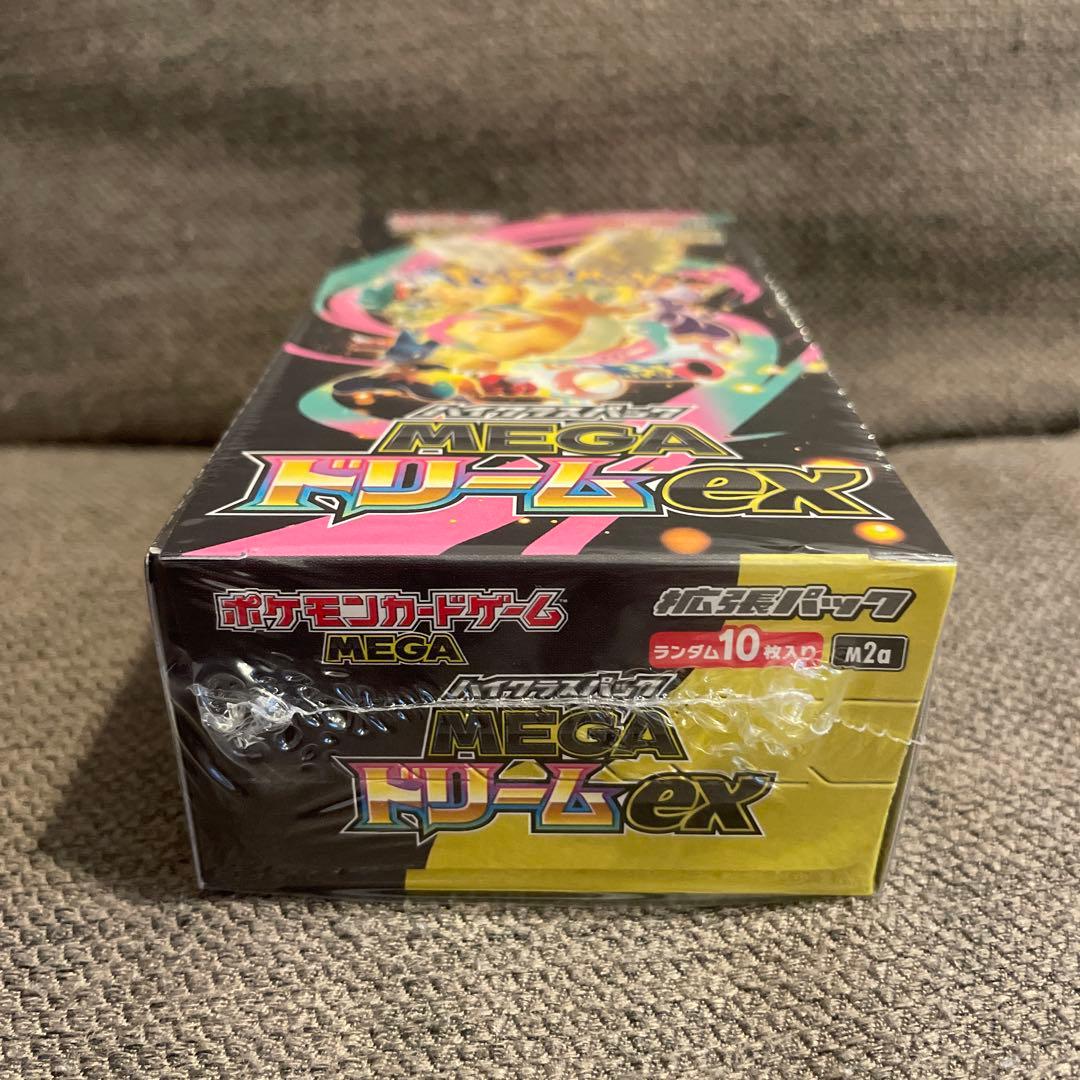 ハイクラスパック
MEGA
ドリームex
ポケモンカードゲーム
MEGA
拡張パック
ランダム10枚入り
M2a
ハイクラスパック
MEGA
ドリームex